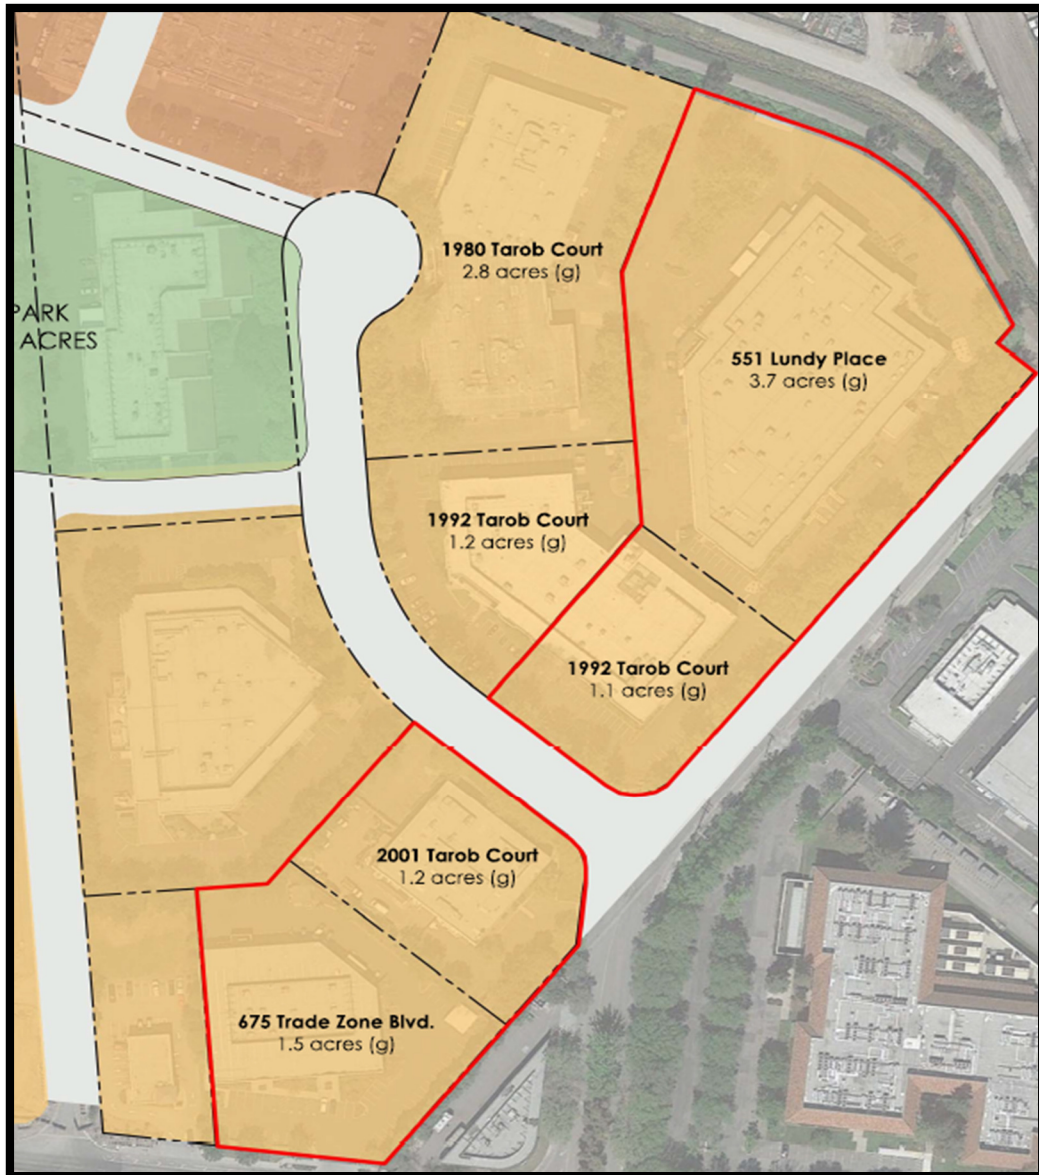 1980 Tarob Court
2.8 acres (g)
PARK
ACRES
551 Lundy Place
3.7 acres (g)
1992 Tarob Court
1.2 acres (g)
1992 Tarob Court
1.1 acres (g)
2001 Tarob Court
1.2 acres (g)
675 Trade Zone Blvd.
1.5 acres (g)